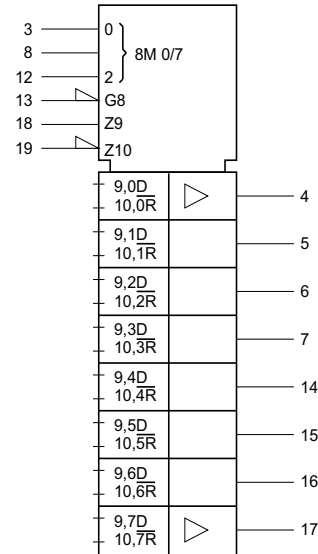 3 0
8 8M 0/7
12 2
13 G8
18 Z9
19 Z10
9,0D 4
10,0R
9,1D 5
10,1R
9,2D 6
10,2R
9,3D 7
10,3R
9,4D 14
10,4R
9,5D 15
10,5R
9,6D 16
10,6R
9,7D 17
10,7R